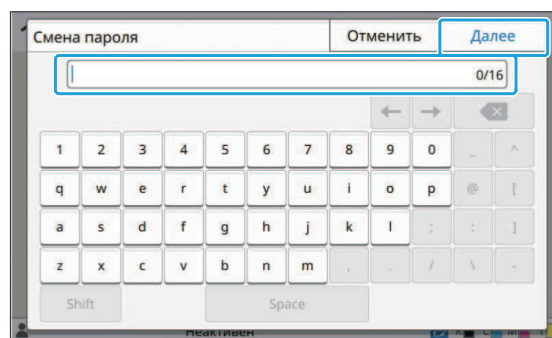 Смена пароля Отменить Далее
0/16
← →
1 2 3 4 5 6 7 8 9 0 _ ^
q w e r t y u i o p @ [
a s d f g h j k l ; : ]
z x c v b n m , . / \ -
Shift Space
Неактивен